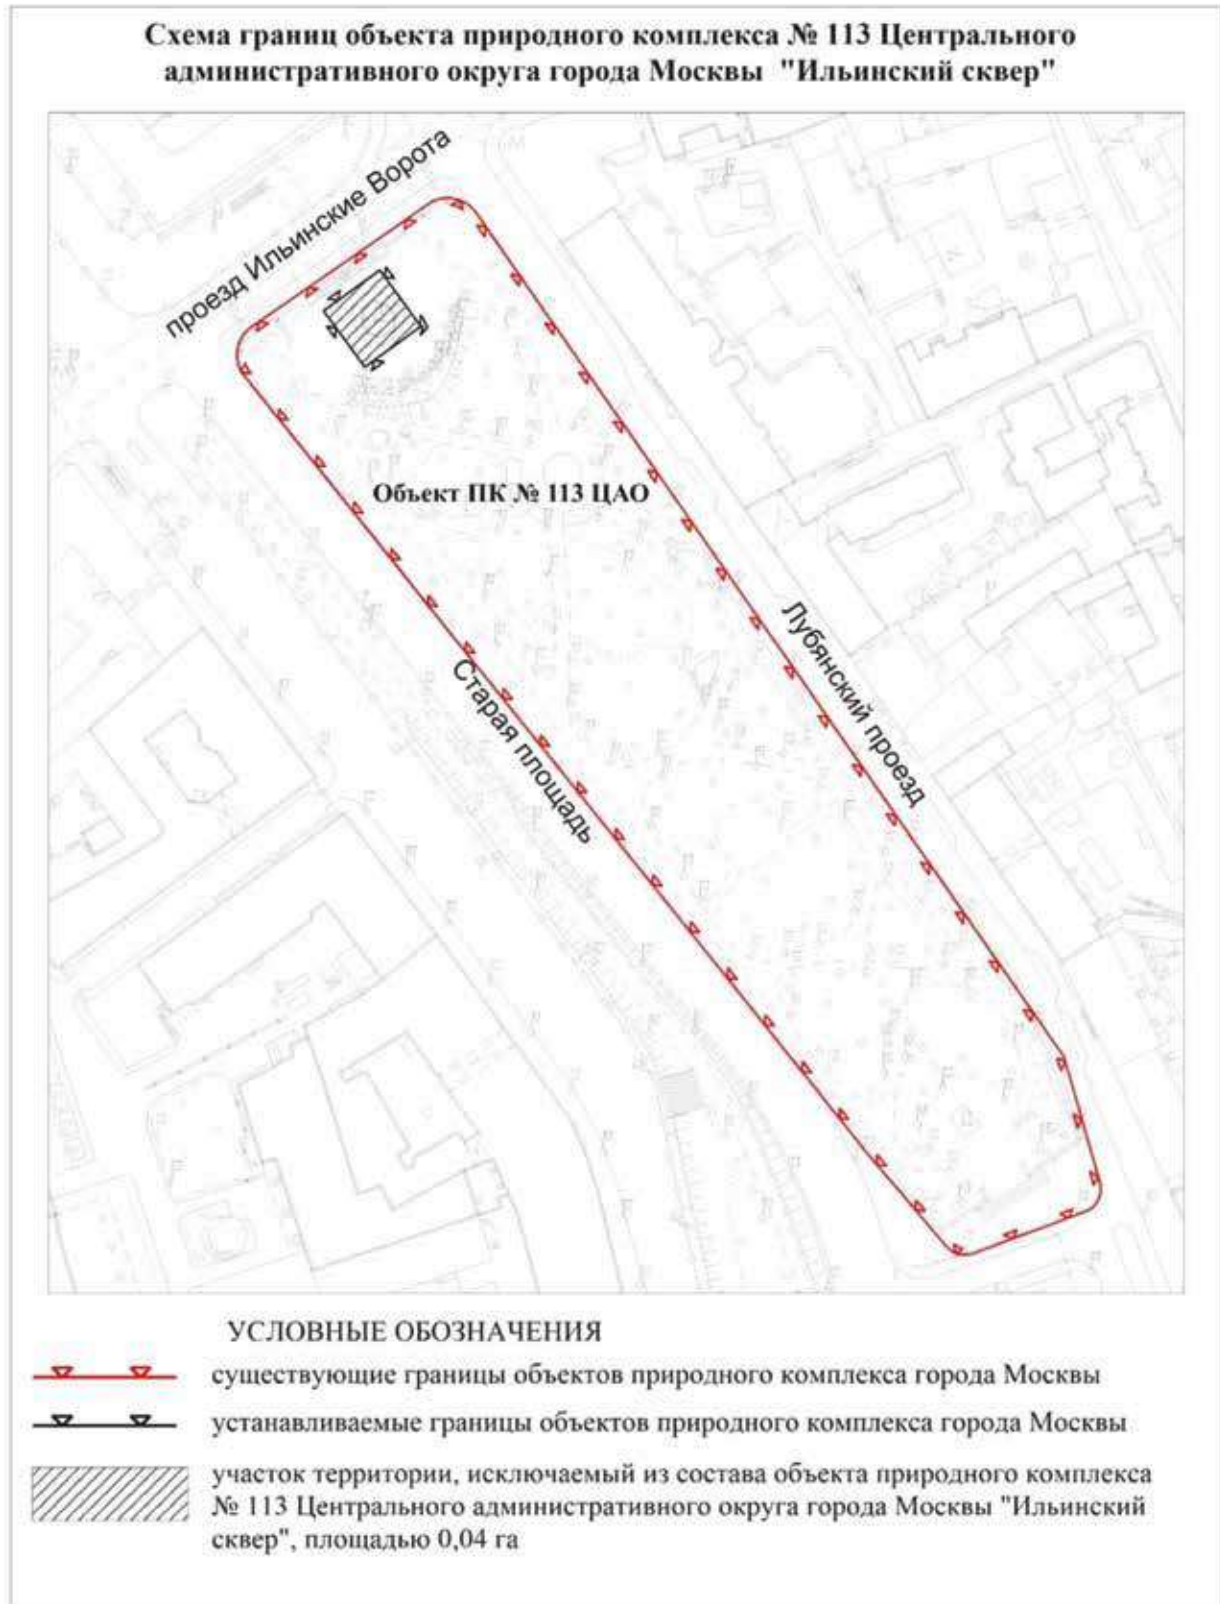 Схема границ объекта природного комплекса № 113 Центрального
административного округа города Москвы "Ильинский сквер"
проезд Ильинские Ворота
Объект ПК № 113 ЦАО
Лубянский проезд
Старая площадь
УСЛОВНЫЕ ОБОЗНАЧЕНИЯ
существующие границы объектов природного комплекса города Москвы
устанавливаемые границы объектов природного комплекса города Москвы
участок территории, исключаемый из состава объекта природного комплекса
№ 113 Центрального административного округа города Москвы "Ильинский
сквер", площадью 0,04 га